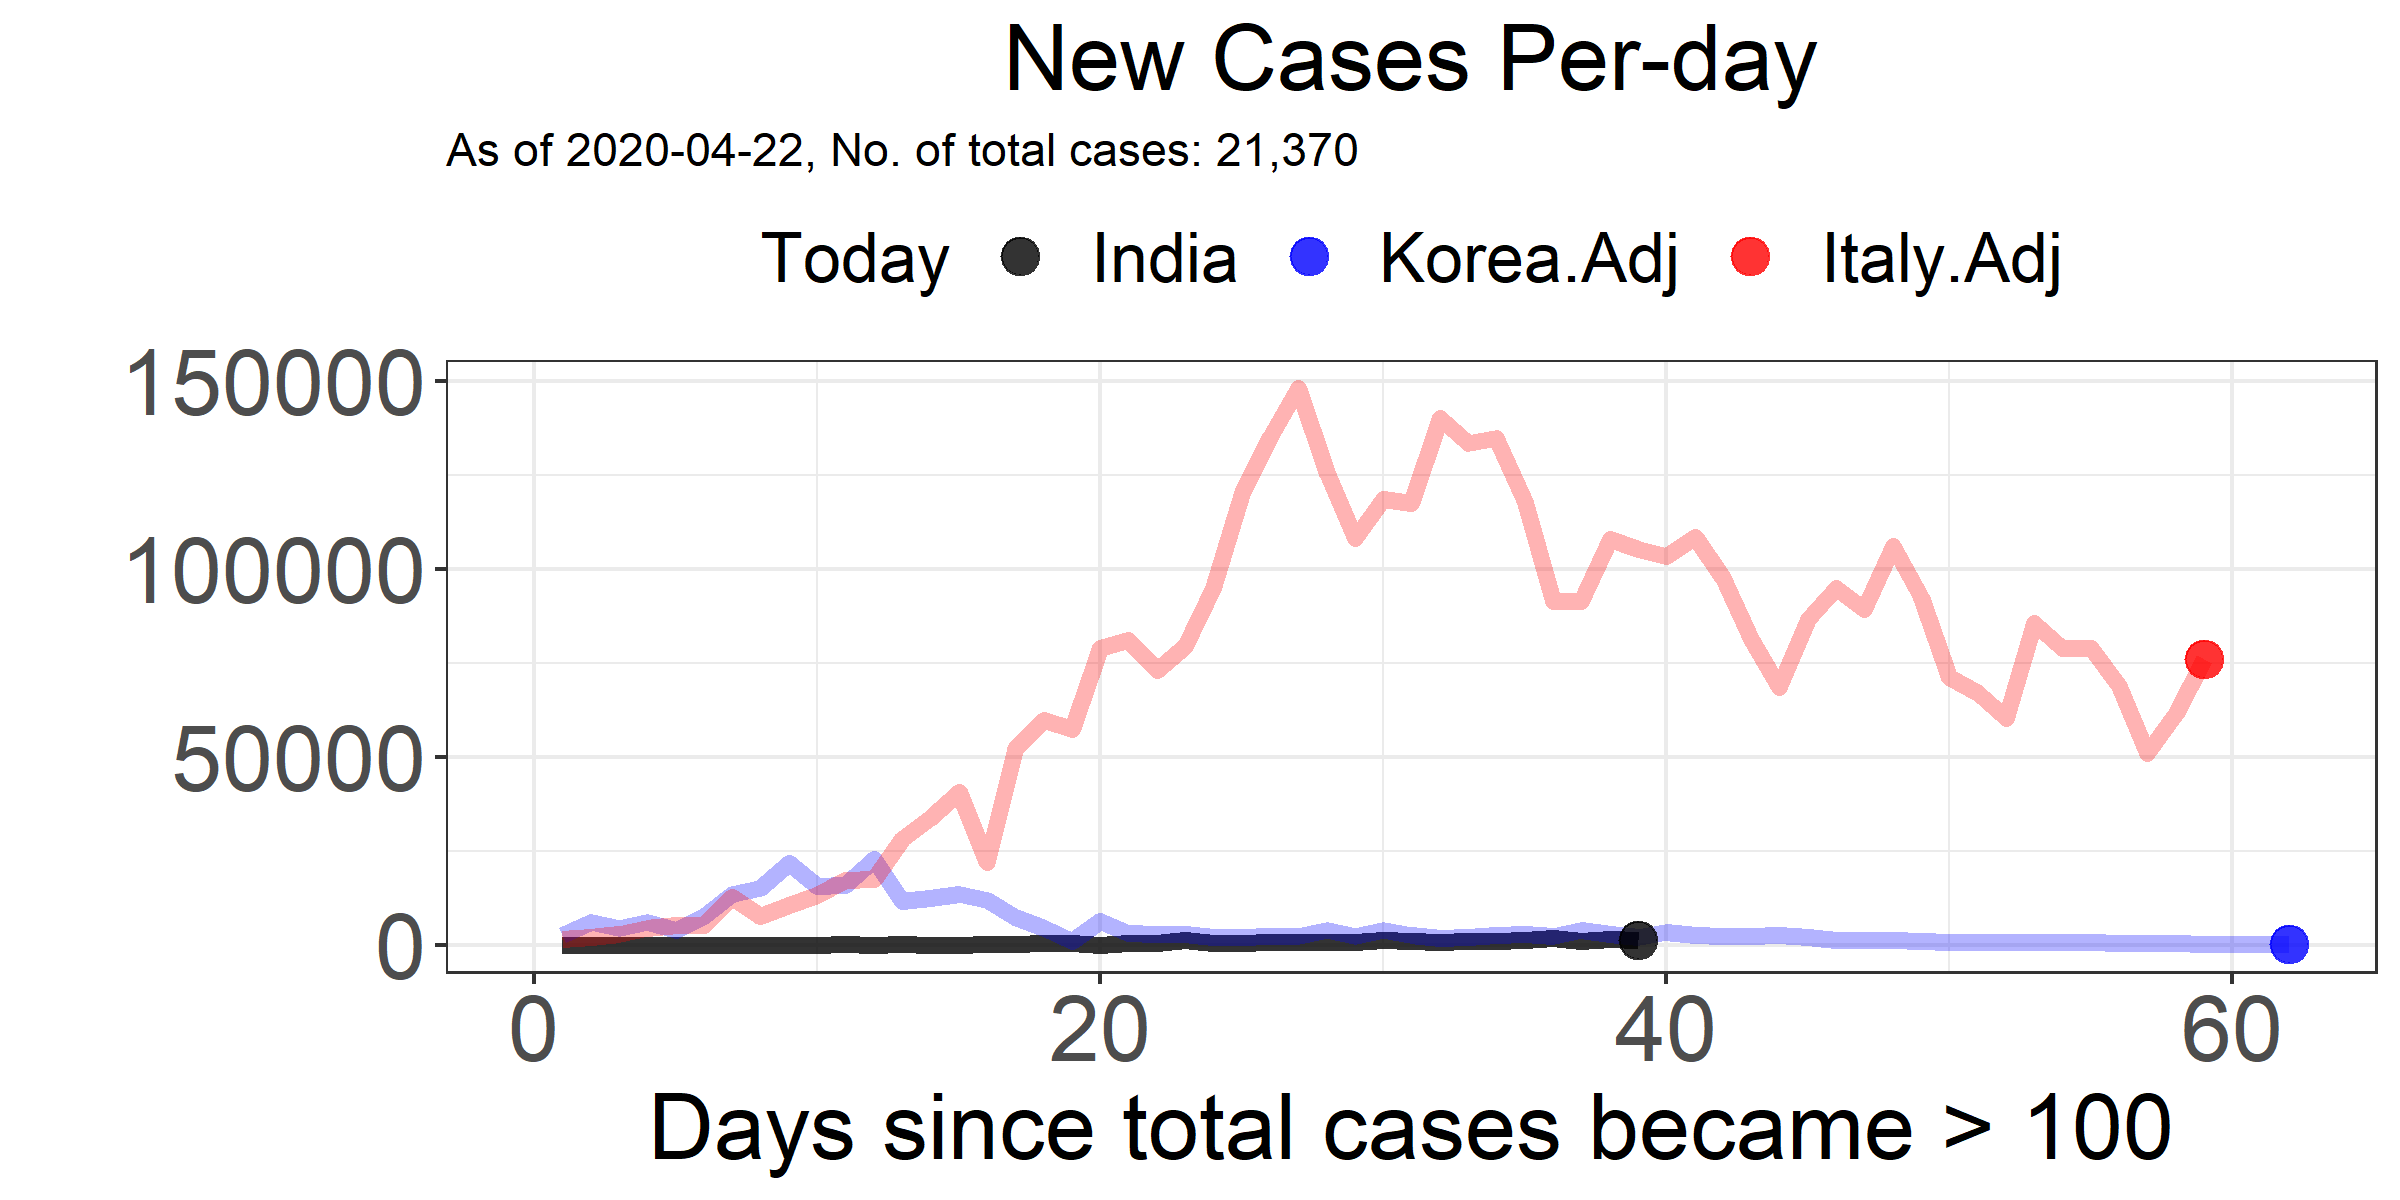 New Cases Per-day
As of 2020-04-22, No. of total cases: 21,370
Today India Korea.Adj Italy.Adj
150000
100000
50000
0
0 20 40 60
Days since total cases became > 100